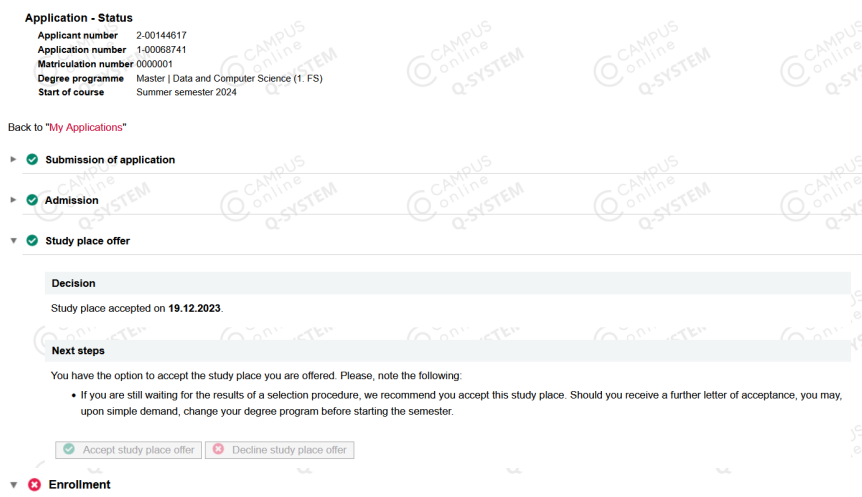 Application - Status
Applicant number 2-00144617
Application number 1-00068741
Matriculation number 0000001
Degree programme Master | Data and Computer Science (1. FS)
Start of course Summer semester 2024
Back to "My Applications"
Submission of application
Admission
Study place offer
Decision
Study place accepted on 19.12.2023.
Next steps
You have the option to accept the study place you are offered. Please, note the following:
• If you are still waiting for the results of a selection procedure, we recommend you accept this study place. Should you receive a further letter of acceptance, you may,
upon simple demand, change your degree program before starting the semester.
Accept study place offer Decline study place offer
Enrollment
CAMPUS
online
Q-SYSTEM